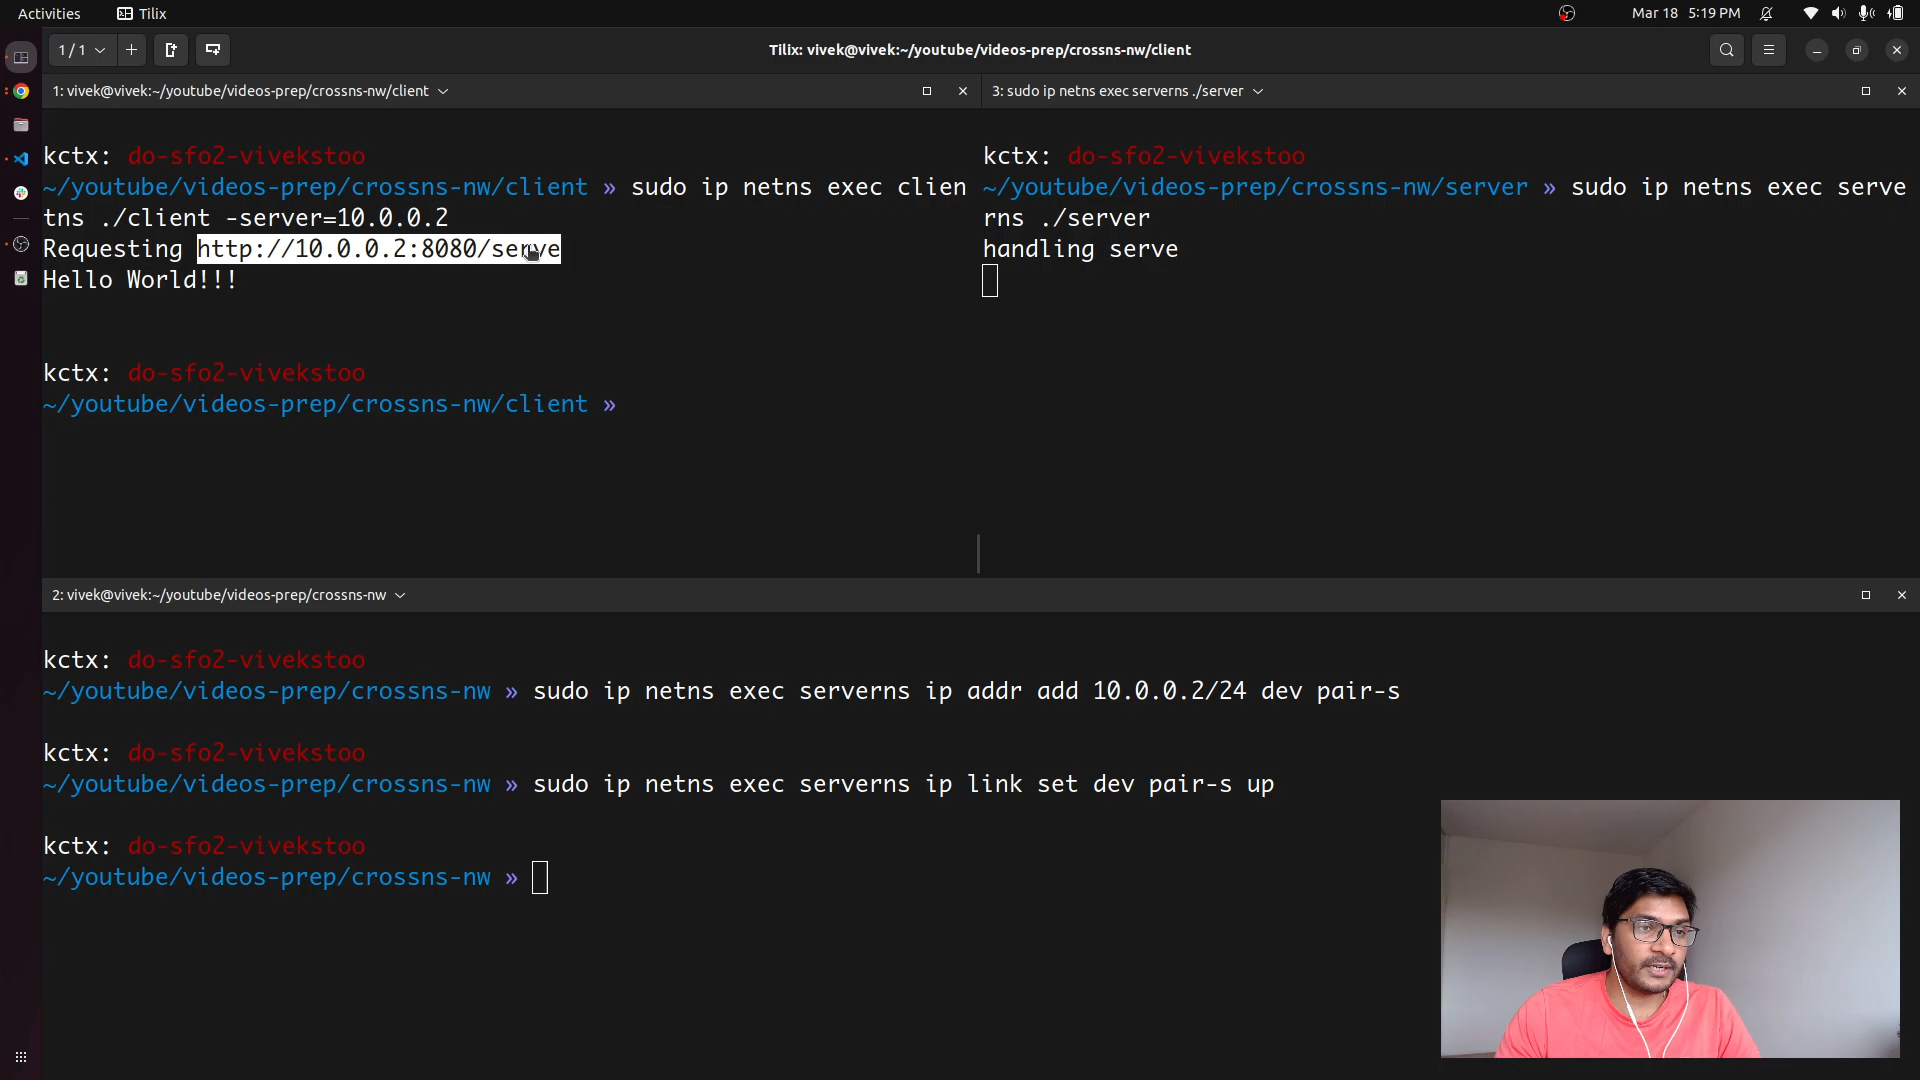 Activities
Tilix
Mar 18 5:19 PM
1 / 1
Tilix: vivek@vivek:~/youtube/videos-prep/crossns-nw/client
1: vivek@vivek:~/youtube/videos-prep/crossns-nw/client
kctx: do-sfo2-vivekstoo
~/youtube/videos-prep/crossns-nw/client » sudo ip netns exec clien
tns ./client -server=10.0.0.2
Requesting http://10.0.0.2:8080/serve
Hello World!!!
kctx: do-sfo2-vivekstoo
~/youtube/videos-prep/crossns-nw/client »
3: sudo ip netns exec serverns ./server
kctx: do-sfo2-vivekstoo
~/youtube/videos-prep/crossns-nw/server » sudo ip netns exec serve
rns ./server
handling serve
2: vivek@vivek:~/youtube/videos-prep/crossns-nw
kctx: do-sfo2-vivekstoo
~/youtube/videos-prep/crossns-nw » sudo ip netns exec serverns ip addr add 10.0.0.2/24 dev pair-s
kctx: do-sfo2-vivekstoo
~/youtube/videos-prep/crossns-nw » sudo ip netns exec serverns ip link set dev pair-s up
kctx: do-sfo2-vivekstoo
~/youtube/videos-prep/crossns-nw »